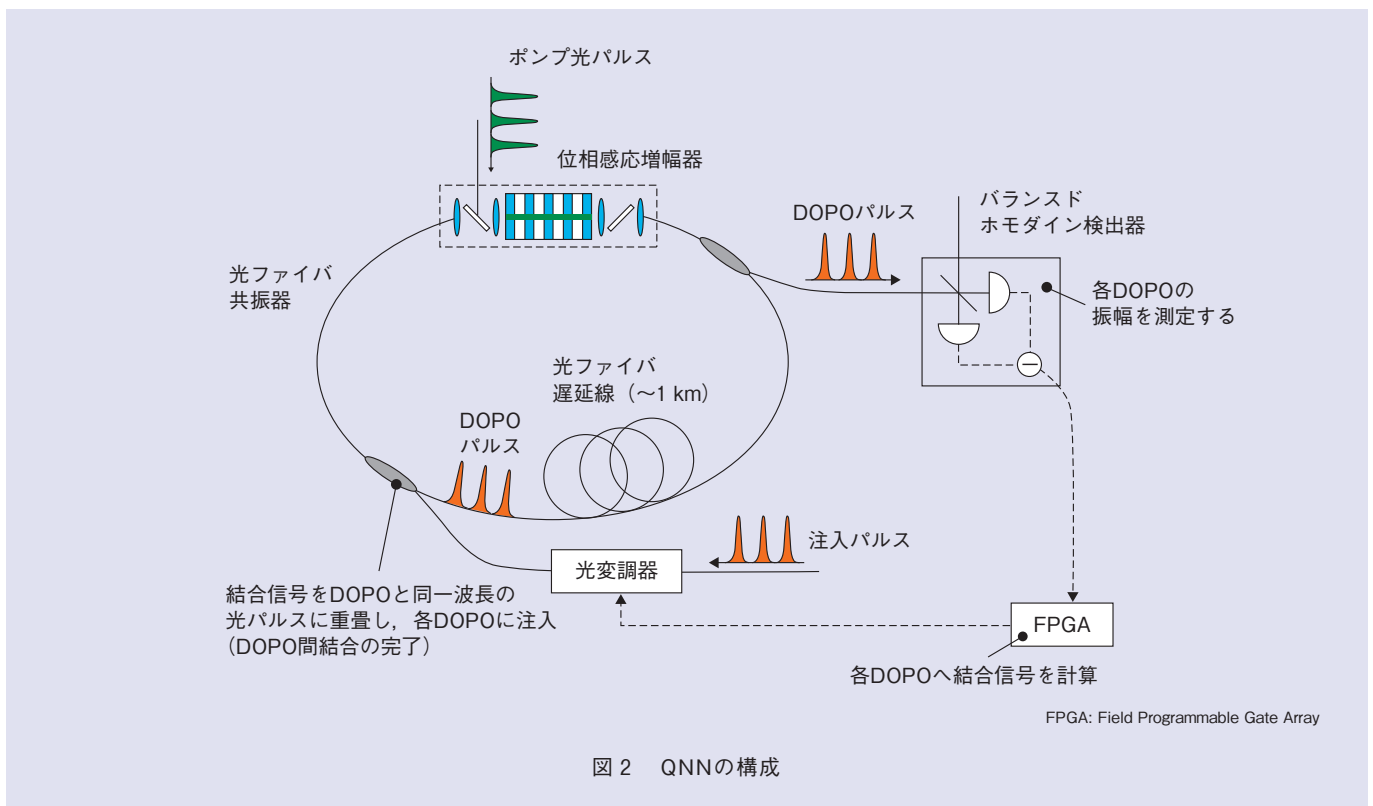 ポンプ光パルス
位相感応増幅器
DOPOパルス
バランスド
ホモダイン検出器
光ファイバ
共振器
各DOPOの
振幅を測定する
光ファイバ
遅延線（～1 km）
DOPO
パルス
注入パルス
光変調器
結合信号をDOPOと同一波長の
光パルスに重畳し，各DOPOに注入
（DOPO間結合の完了）
FPGA
各DOPOへ結合信号を計算
FPGA: Field Programmable Gate Array
図2　QNNの構成